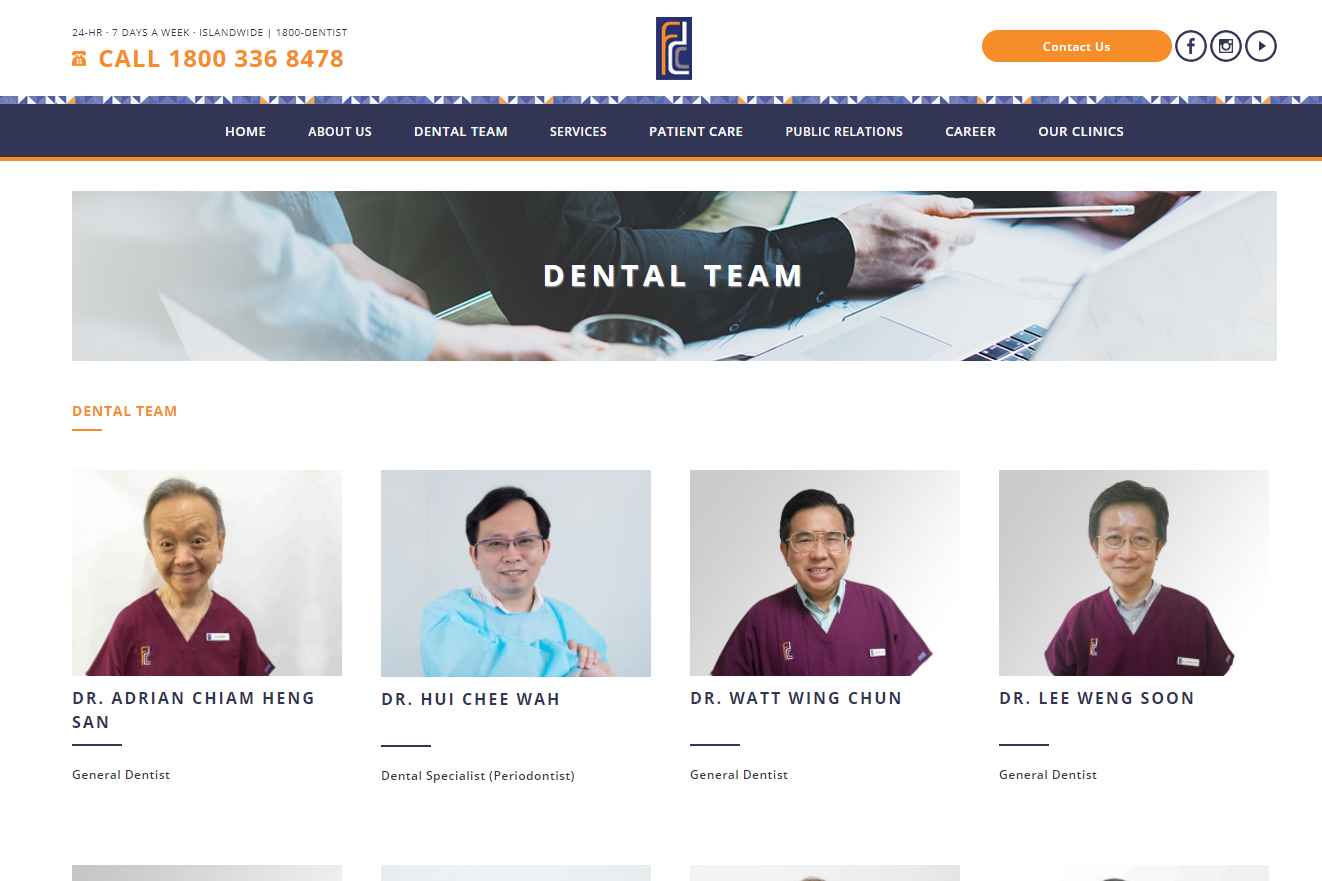 24-HR · 7 DAYS A WEEK · ISLANDWIDE | 1800-DENTIST
CALL 1800 336 8478
fdcc
Contact Us
HOME
ABOUT US
DENTAL TEAM
SERVICES
PATIENT CARE
PUBLIC RELATIONS
CAREER
OUR CLINICS
DENTAL TEAM
DENTAL TEAM
DR. ADRIAN CHIAM HENG
SAN
General Dentist
DR. HUI CHEE WAH
Dental Specialist (Periodontist)
DR. WATT WING CHUN
General Dentist
DR. LEE WENG SOON
General Dentist